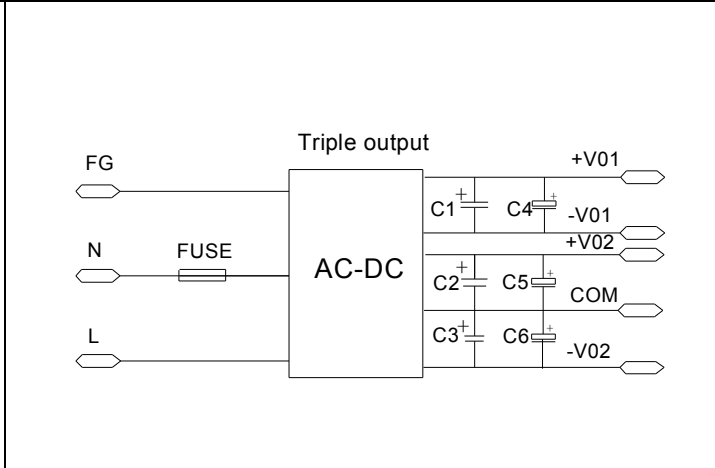 Triple output
FG
+V01
C1
+
C4
+
-V01
N
FUSE
+V02
AC-DC
C2
+
C5
+
COM
L
C3
+
C6
+
-V02